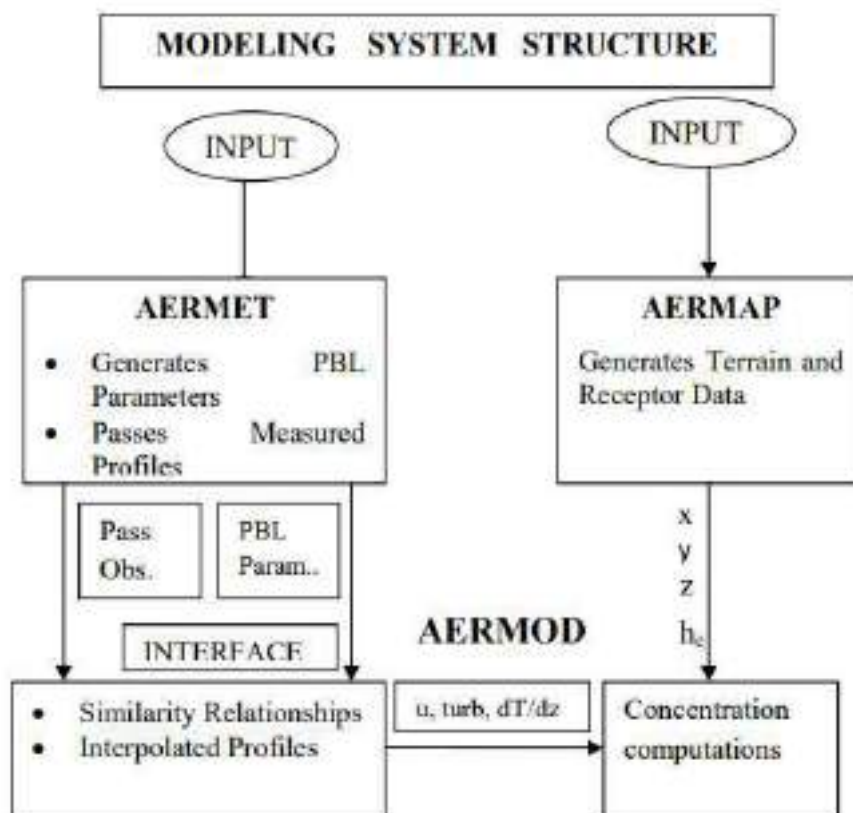 MODELING SYSTEM STRUCTURE
INPUT
INPUT
AERMET
• Generates PBL
Parameters
• Passes Measured
Profiles
AERMAP
Generates Terrain and
Receptor Data
Pass
Obs.
PBL
Param..
x
y
z
hc
INTERFACE
AERMOD
• Similarity Relationships
• Interpolated Profiles
u, turb, dT/dz
Concentration
computations